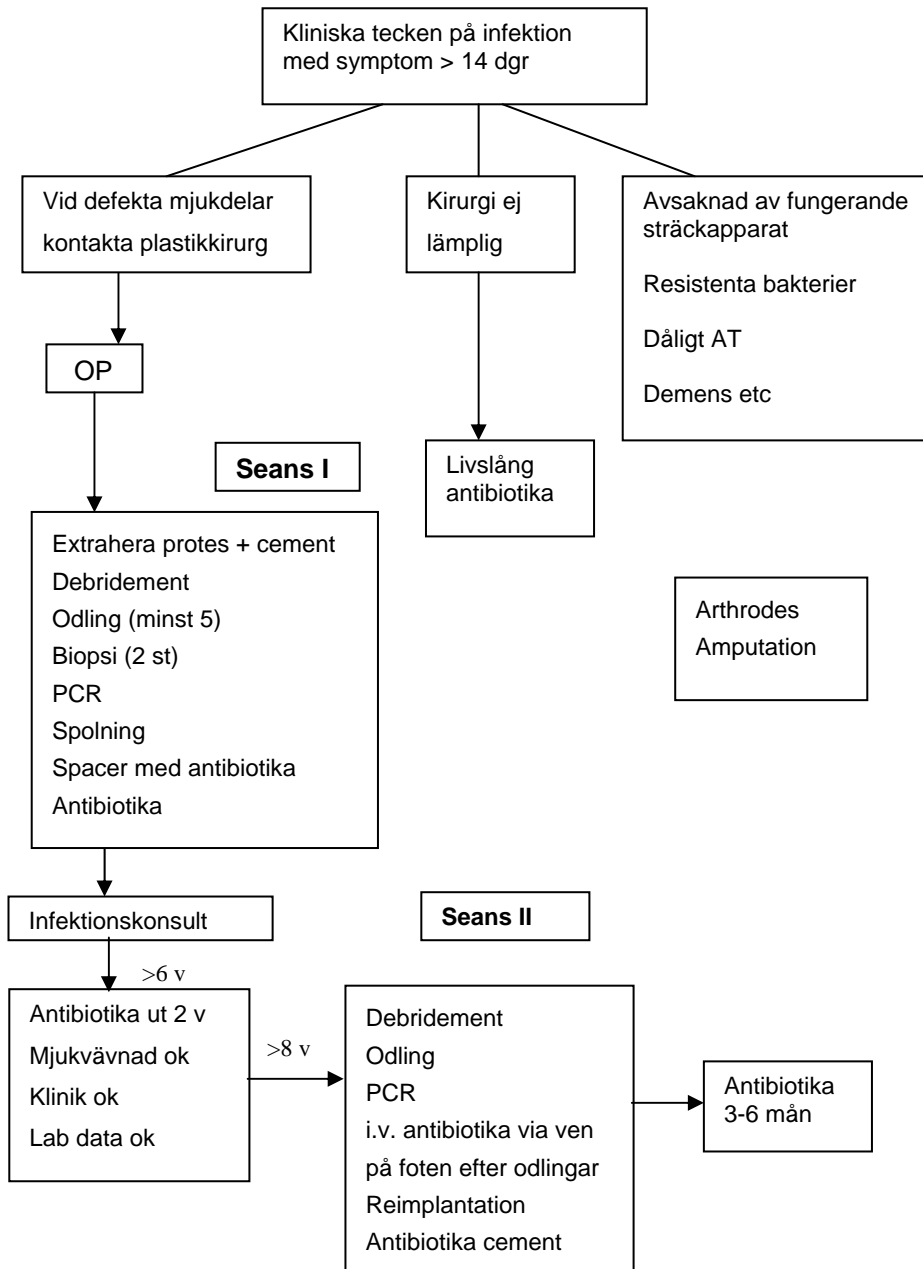 Kliniska tecken på infektion
med symptom > 14 dgr
Vid defekta mjukdelar
kontakta plastikkirurg
Kirurgi ej
lämplig
Avsaknad av fungerande
sträckapparat
Resistenta bakterier
Dåligt AT
Demens etc
OP
Livslång
antibiotika
Seans I
Extrahera protes + cement
Debridement
Odling (minst 5)
Biopsi (2 st)
PCR
Spolning
Spacer med antibiotika
Antibiotika
Arthrodes
Amputation
Infektionskonsult
Seans II
>6 v
Antibiotika ut 2 v
Mjukvävnad ok
Klinik ok
Lab data ok
>8 v
Debridement
Odling
PCR
i.v. antibiotika via ven
på foten efter odlingar
Reimplantation
Antibiotika cement
Antibiotika
3-6 mån